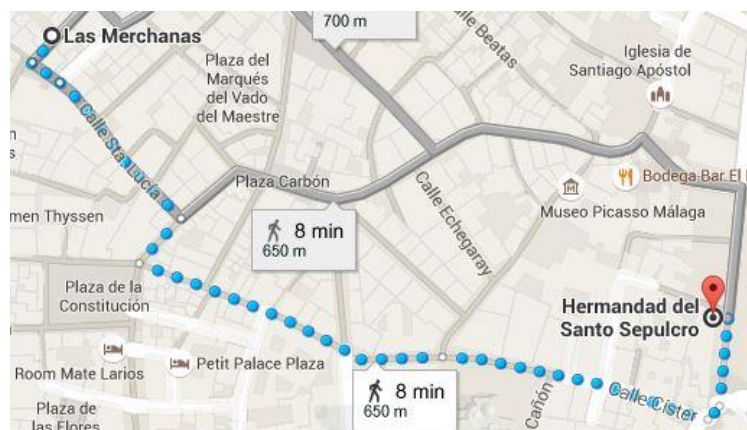 700 m
Las Merchanas
Calle Beatas
Iglesia de
Santiago Apóstol
Plaza del
Marqués
del Vado
del Maestre
Calle Sta. Lucía
Plaza Carbón
Bodega Bar El
Museo Picasso Málaga
men Thyssen
8 min
650 m
Calle Echegaray
Plaza de la
Constitución
Hermandad del
Santo Sepulcro
Room Mate Larios
Petit Palace Plaza
8 min
650 m
Cañón
Calle Císter
Plaza de
las Flores